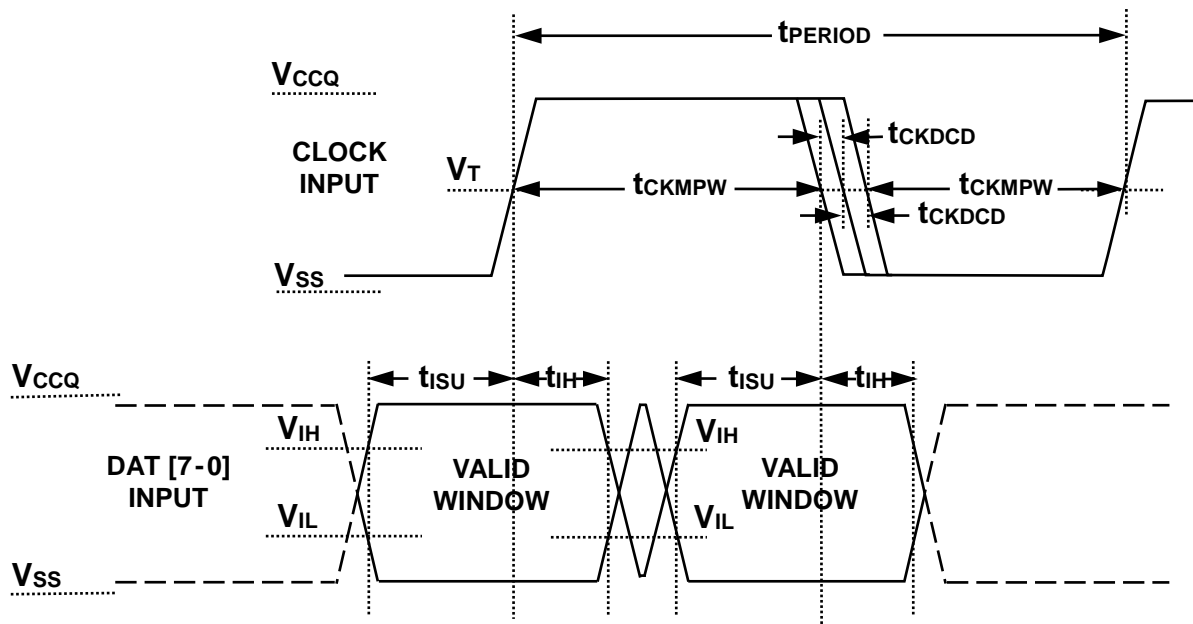 tPERIOD
VCCQ
tCKDCD
CLOCK
INPUT
VT
tCKMPW
tCKMPW
tCKDCD
VSS
VCCQ
tISU
tIH
tISU
tIH
VIH
VIH
DAT [7-0]
INPUT
VALID
WINDOW
VALID
WINDOW
VIL
VIL
VSS